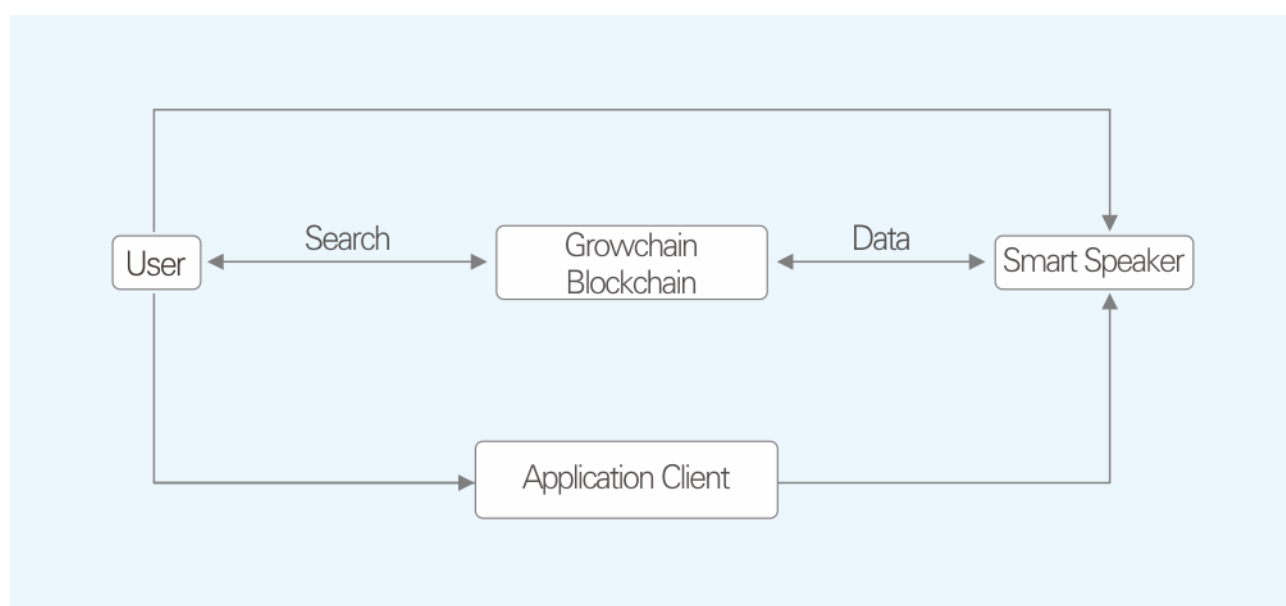 Search
Data
User
Growchain
Blockchain
Smart Speaker
Application Client